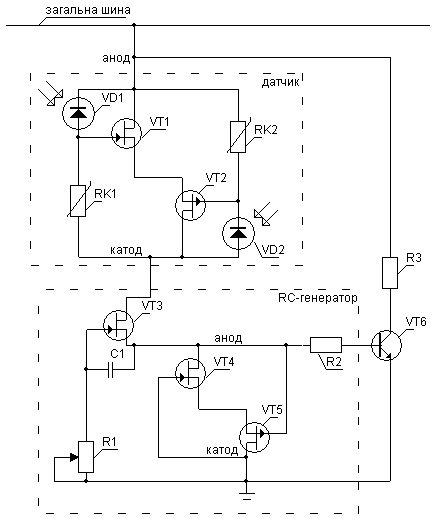 загальна шина
анод
датчик
VD1
VT1
RK2
RK1
VT2
катод
VD2
RC-генератор
VT3
R3
C1
анод
VT6
R2
VT4
VT5
R1
катод